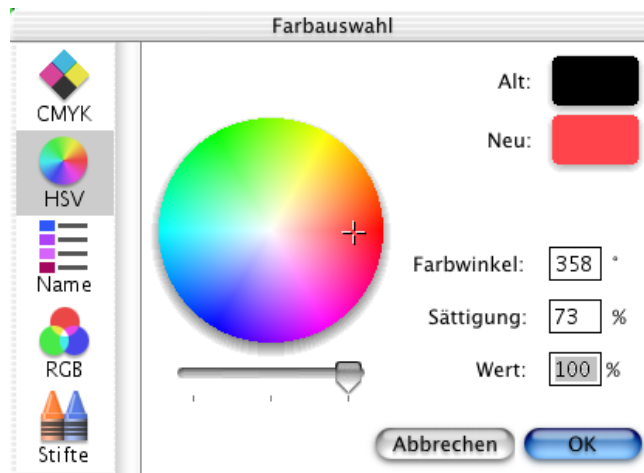 Farbauswahl
CMYK
HSV
Name
RGB
Stifte
Alt:
Neu:
Farbwinkel: 358 °
Sättigung: 73 %
Wert: 100 %
Abbrechen OK